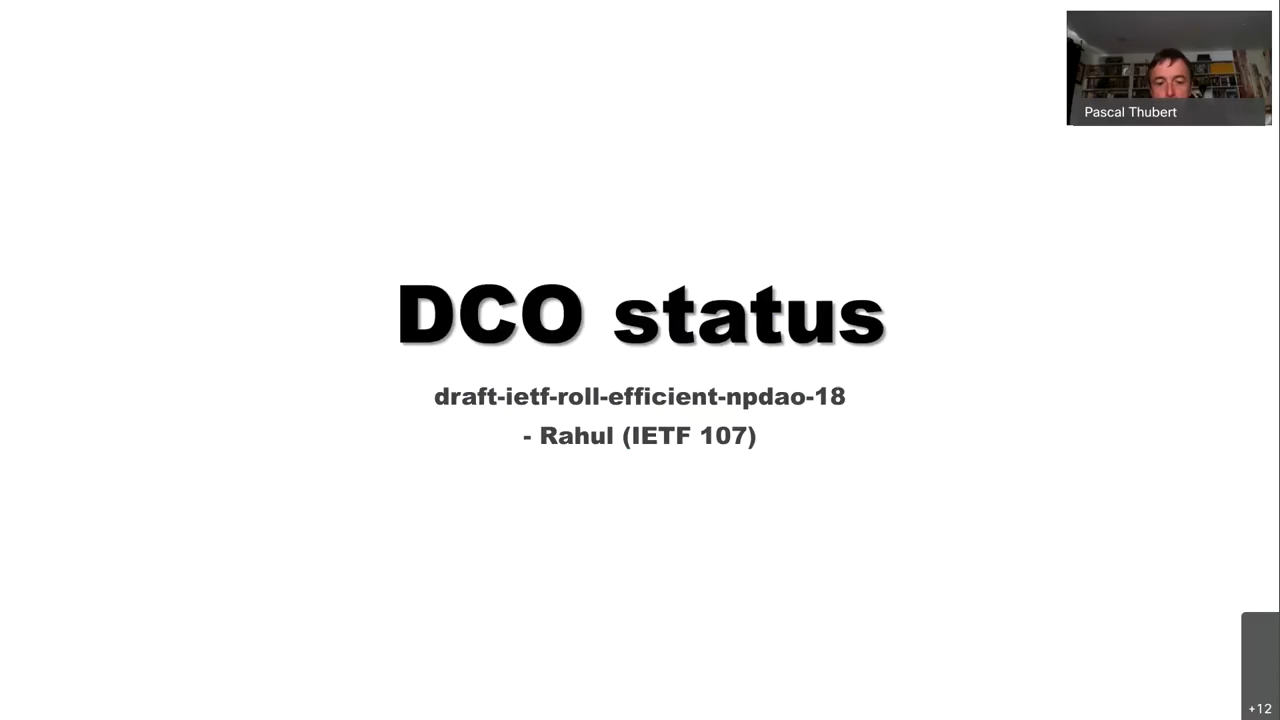 Pascal Thubert
DCO status
draft-ietf-roll-efficient-npdao-18
- Rahul (IETF 107)
+12